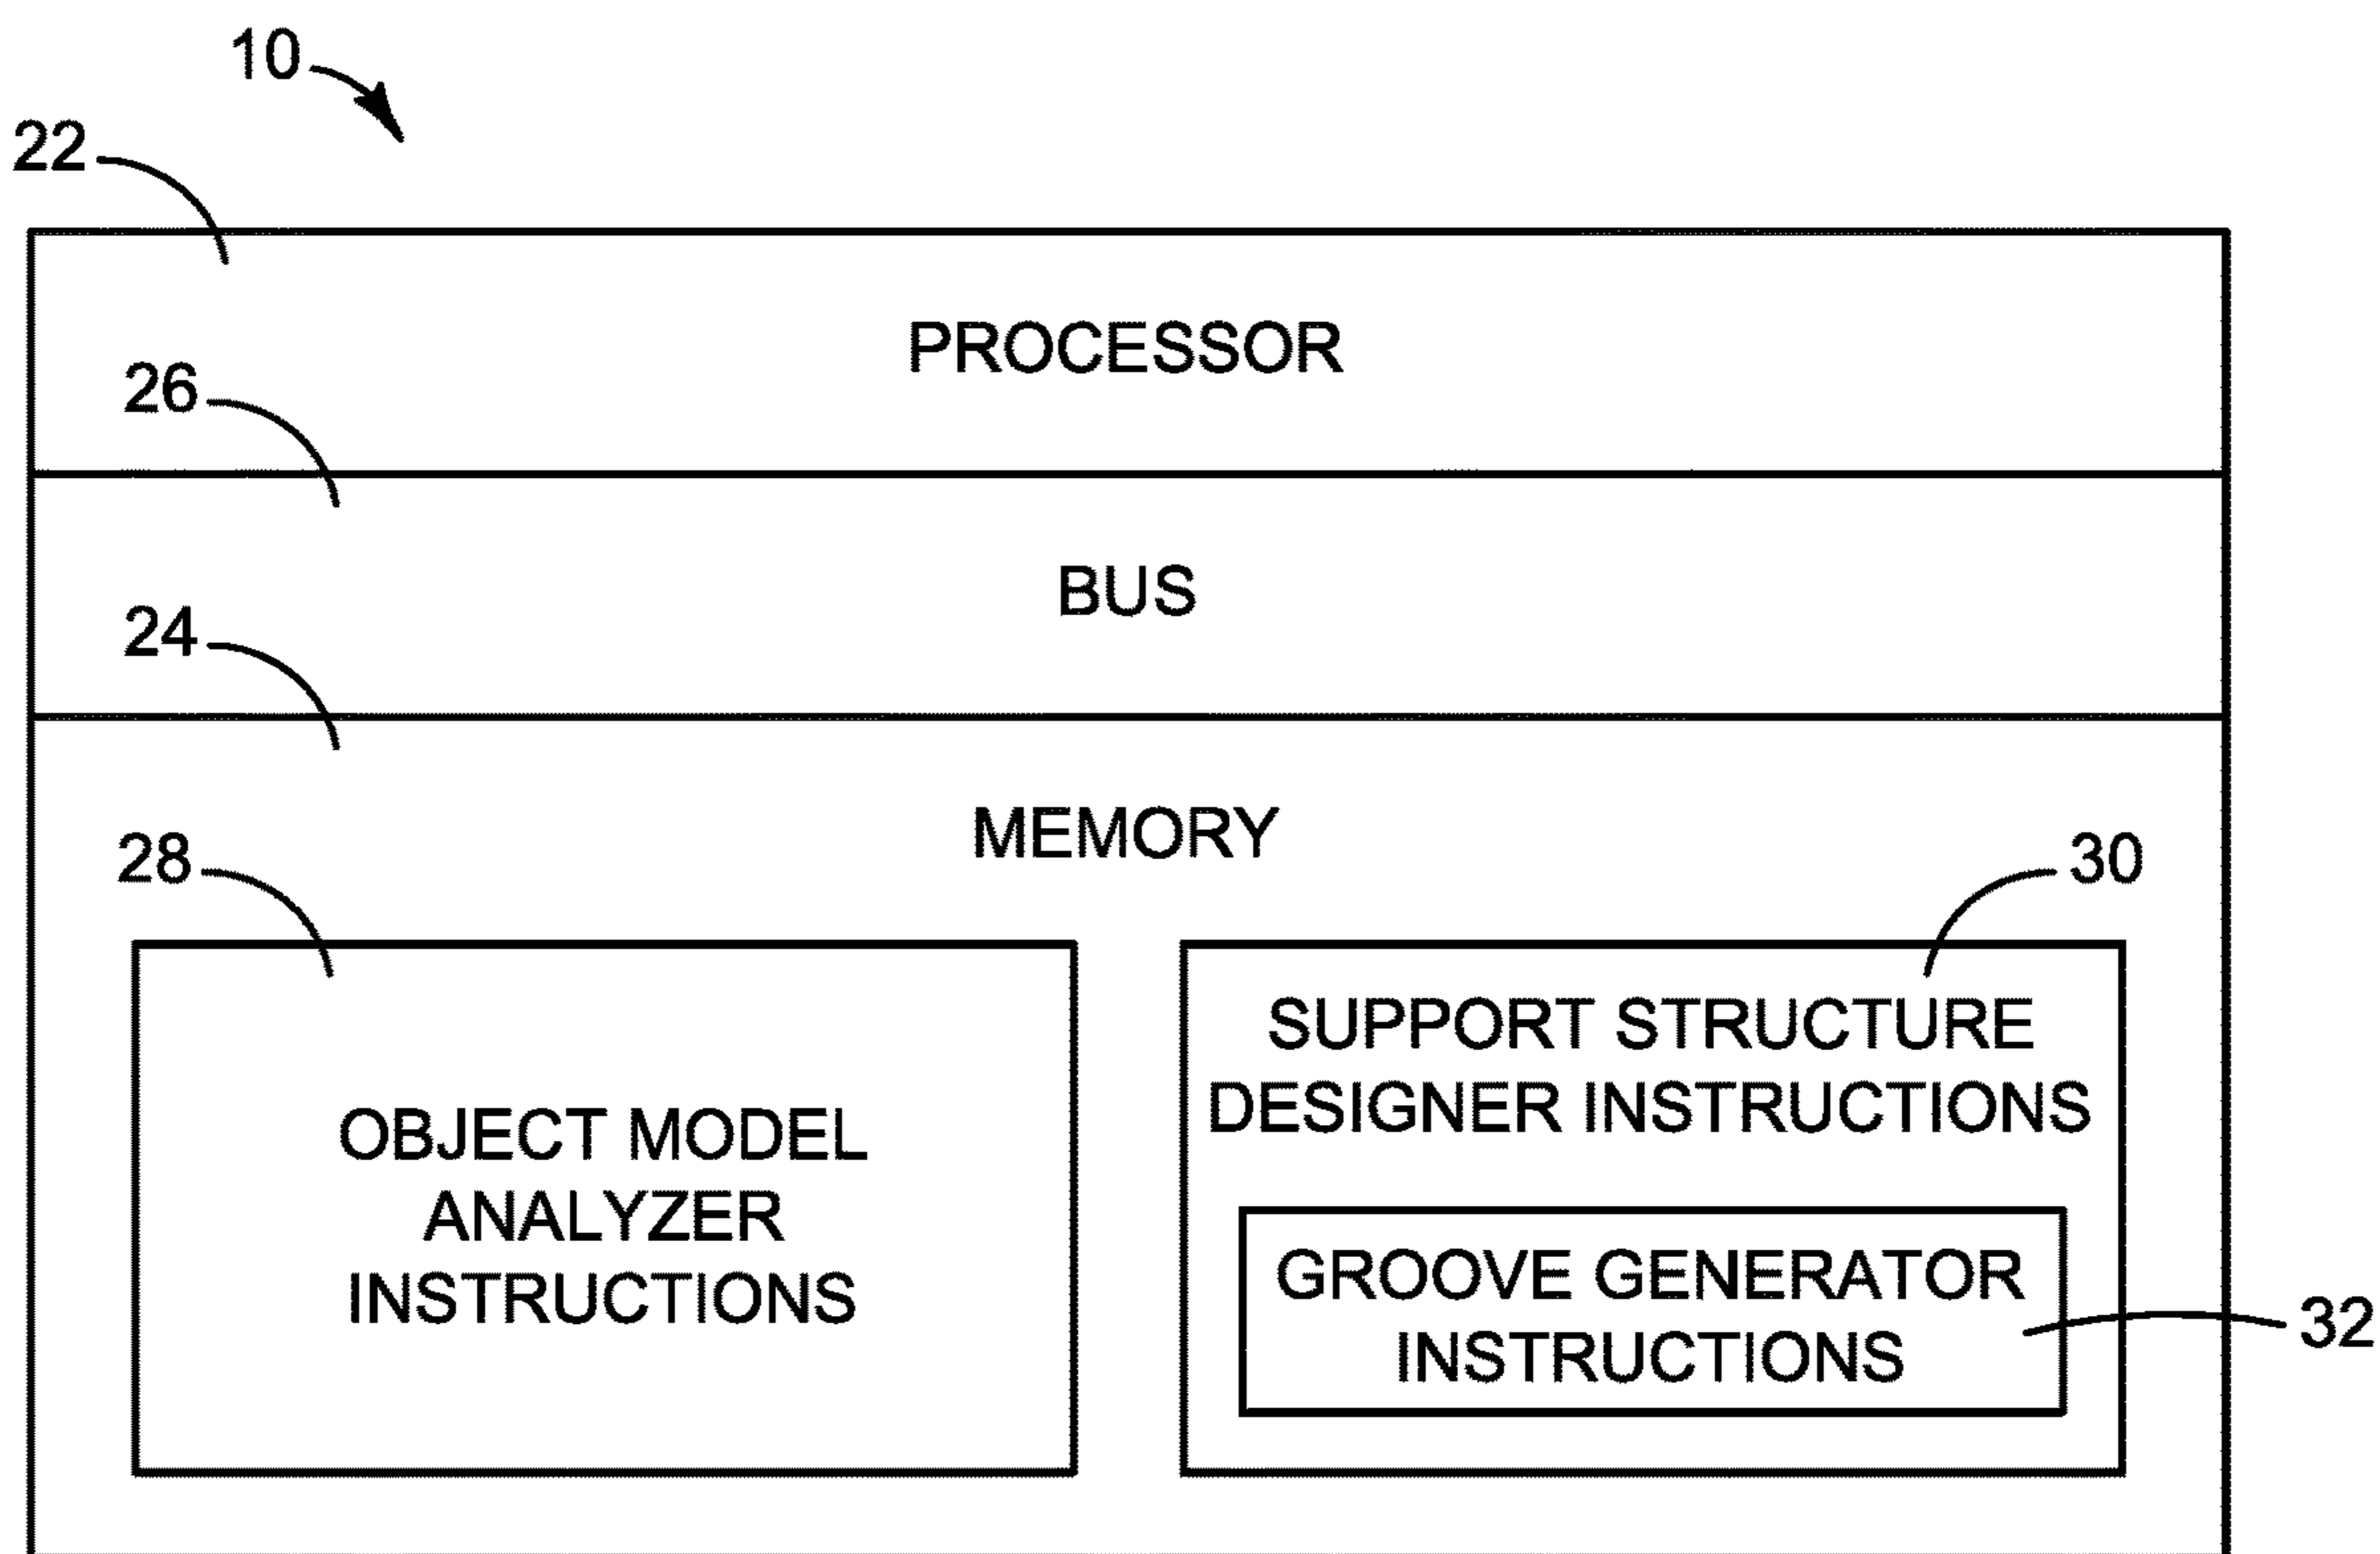 10
22
PROCESSOR
26
BUS
24
MEMORY
28
30
OBJECT MODEL
ANALYZER
INSTRUCTIONS
SUPPORT STRUCTURE
DESIGNER INSTRUCTIONS
GROOVE GENERATOR
INSTRUCTIONS
32